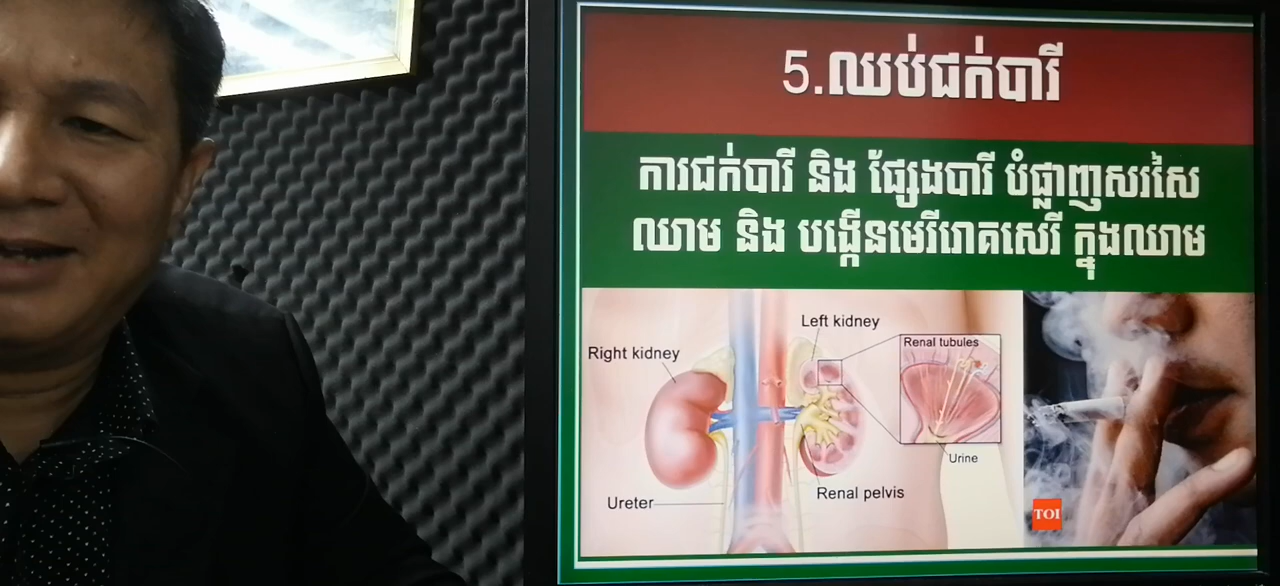 5.ឈប់ជក់បារី
ការជក់បារី និង ផ្សែងបារី បំផ្លាញសរសៃ
ឈាម និង បង្កើនមេរីរោគសេរី ក្នុងឈាម
Left kidney
Right kidney
Renal tubules
Urine
Renal pelvis
Ureter
TOI